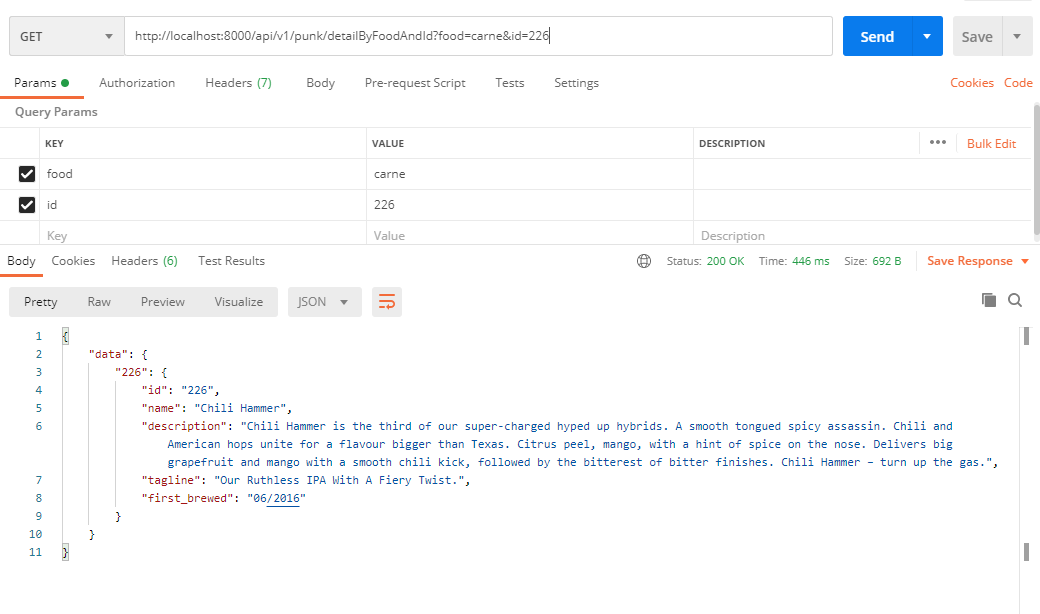 GET http://localhost:8000/api/v1/punk/detailByFoodAndId?food=carne&id=226 Send Save
Params Authorization Headers (7) Body Pre-request Script Tests Settings Cookies Code
Query Params
KEY VALUE DESCRIPTION ••• Bulk Edit
food carne
id 226
Key Value Description
Body Cookies Headers (6) Test Results Status: 200 OK Time: 446 ms Size: 692 B Save Response
Pretty Raw Preview Visualize JSON
1 {
2 "data": {
3 "226": {
4 "id": "226",
5 "name": "Chili Hammer",
6 "description": "Chili Hammer is the third of our super-charged hyped up hybrids. A smooth tongued spicy assassin. Chili and
American hops unite for a flavour bigger than Texas. Citrus peel, mango, with a hint of spice on the nose. Delivers big
grapefruit and mango with a smooth chili kick, followed by the bitterest of bitter finishes. Chili Hammer – turn up the gas.",
7 "tagline": "Our Ruthless IPA With A Fiery Twist.",
8 "first_brewed": "06/2016"
9 }
10 }
11 }